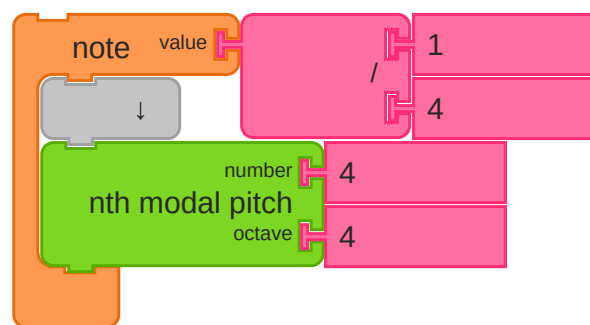 note value
1
/
4
↓
number 4
nth modal pitch
octave 4